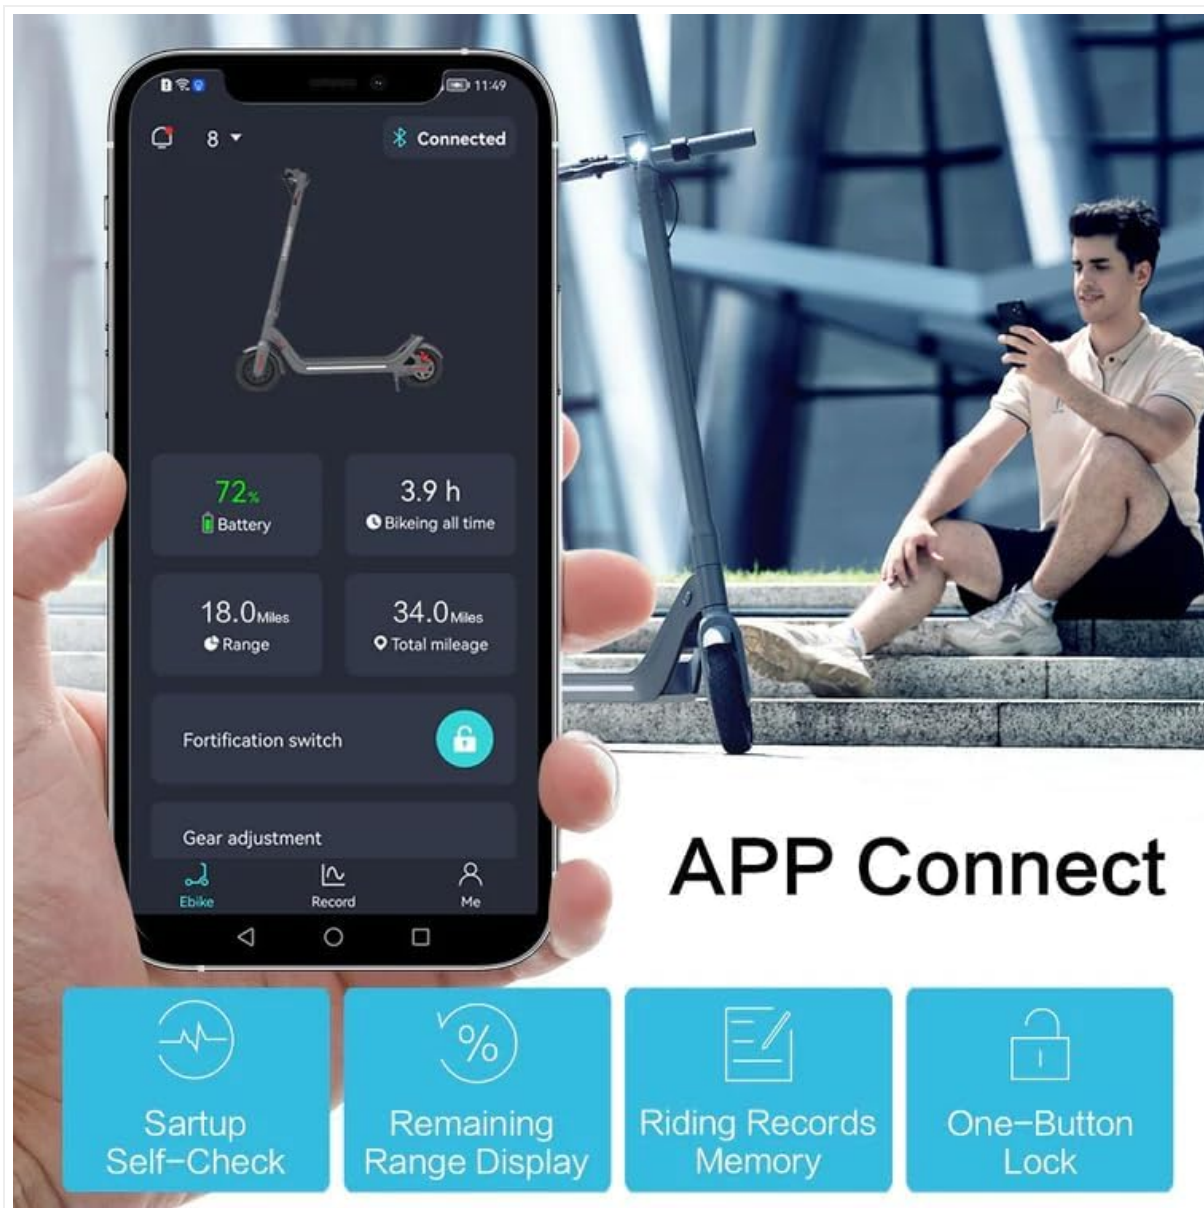 11:49
8
Connected
72%
Battery
3.9 h
Bikeing all time
18.0Miles
Range
34.0Miles
Total mileage
Fortification switch
Gear adjustment
Ebike
Record
Me
APP Connect
%
Sartup
Self-Check
Remaining
Range Display
Riding Records
Memory
One-Button
Lock